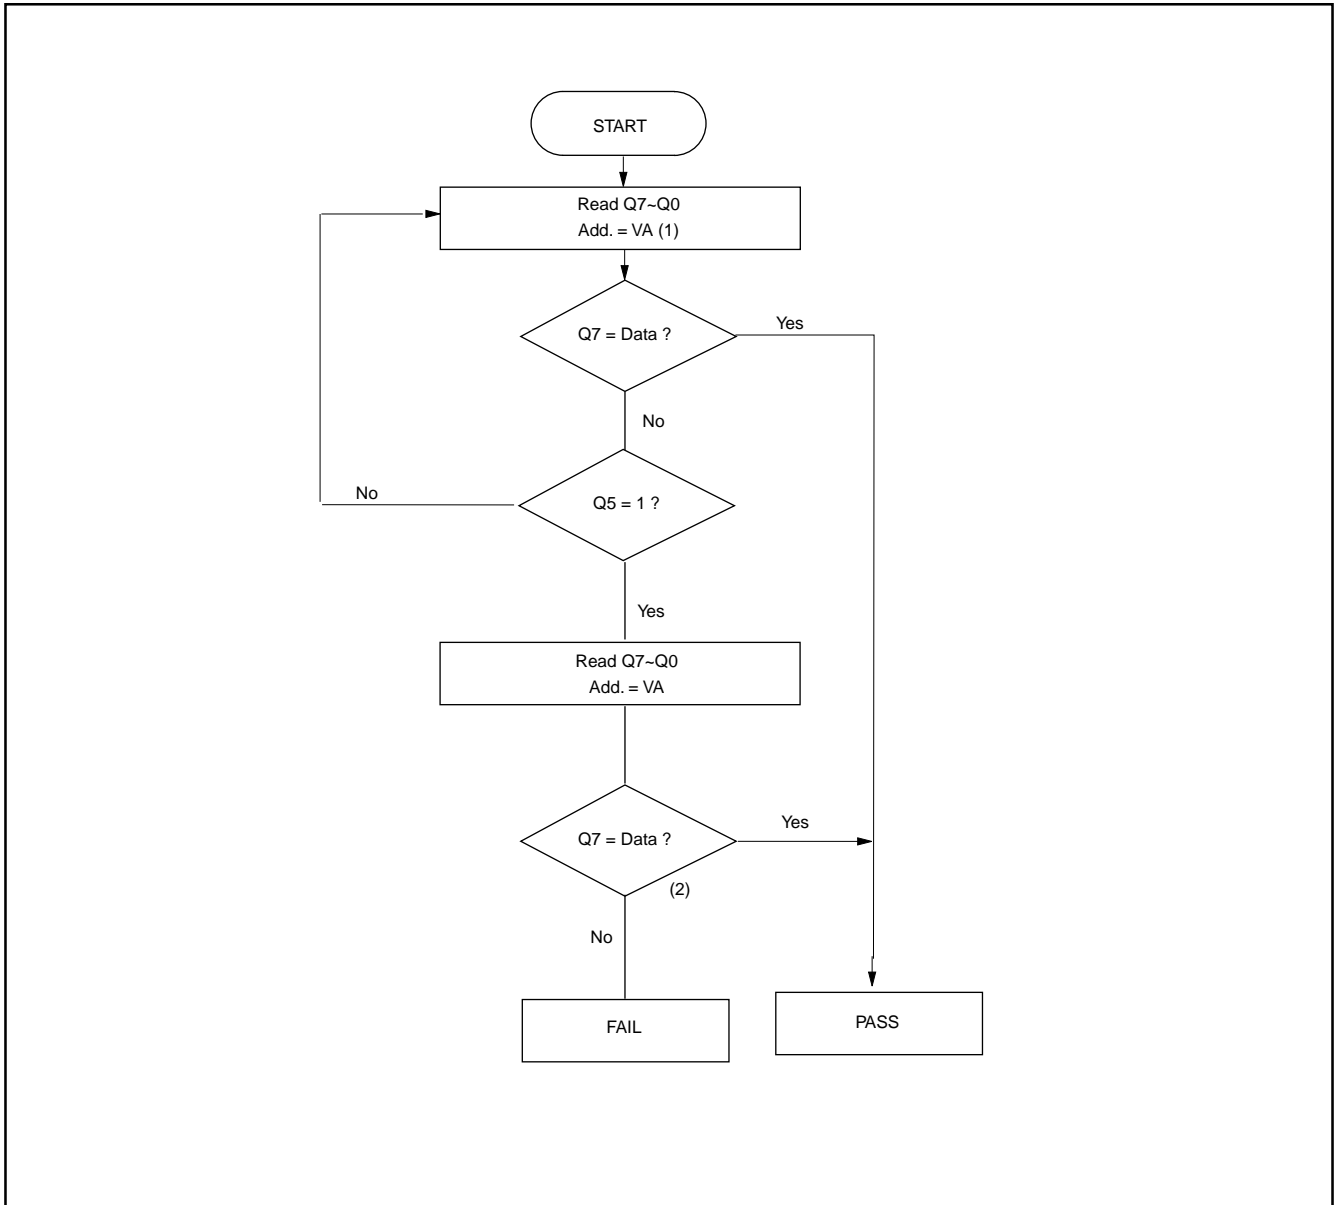 START
Read Q7~Q0
Add. = VA (1)
Q7 = Data ?
Yes
No
Q5 = 1 ?
No
Yes
Read Q7~Q0
Add. = VA
Q7 = Data ?
Yes
(2)
No
FAIL
PASS